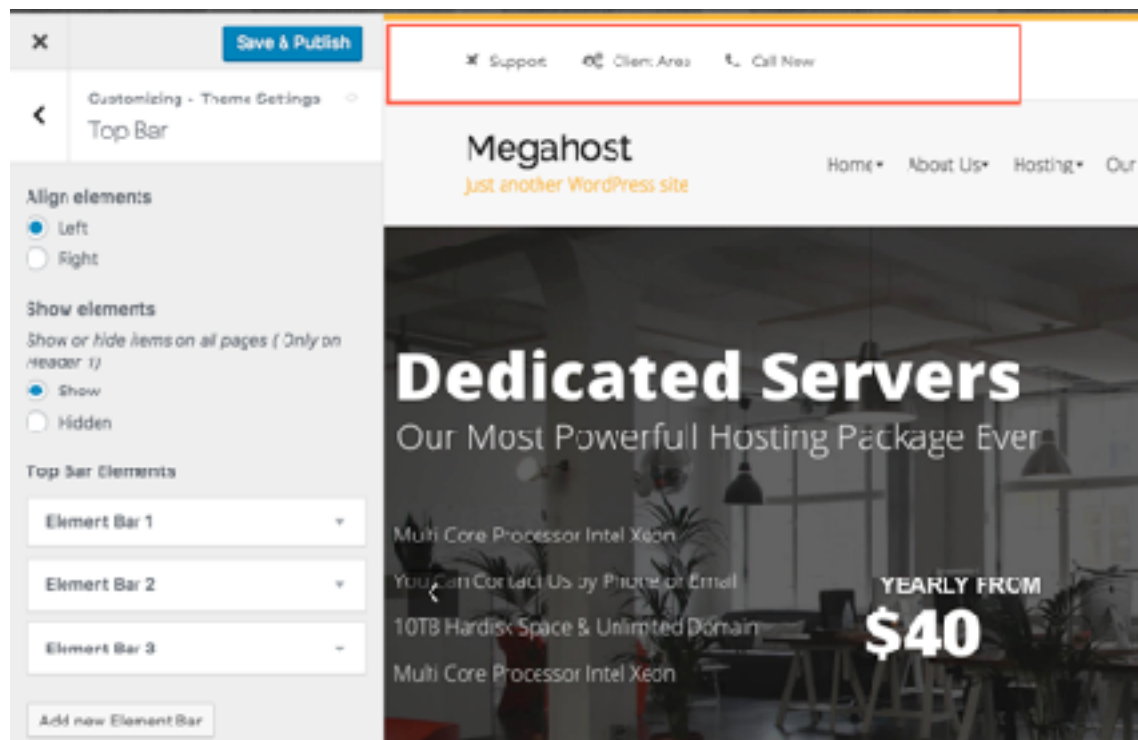 Save & Publish
Customizing - Theme Settings
Top Bar
Align elements
Left
Right
Show elements
Show or hide items on all pages ( Only on
Header 1)
Show
Hidden
Top Bar Elements
Element Bar 1
Element Bar 2
Element Bar 3
Add new Element Bar
Support Client Area Call Now
Megahost
Just another WordPress site
Home About Us Hosting Our
Dedicated Servers
Our Most Powerfull Hosting Package Ever
Multi Core Processor Intel Xeon
You Can Contact Us by Phone or Email
10TB Hardisk Space & Unlimited Domain
Multi Core Processor Intel Xeon
YEARLY FROM
$40